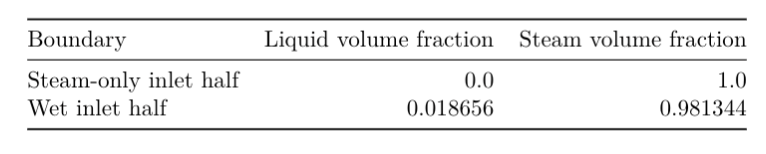 Boundary Liquid volume fraction Steam volume fraction
Steam-only inlet half 0.0 1.0
Wet inlet half 0.018656 0.981344